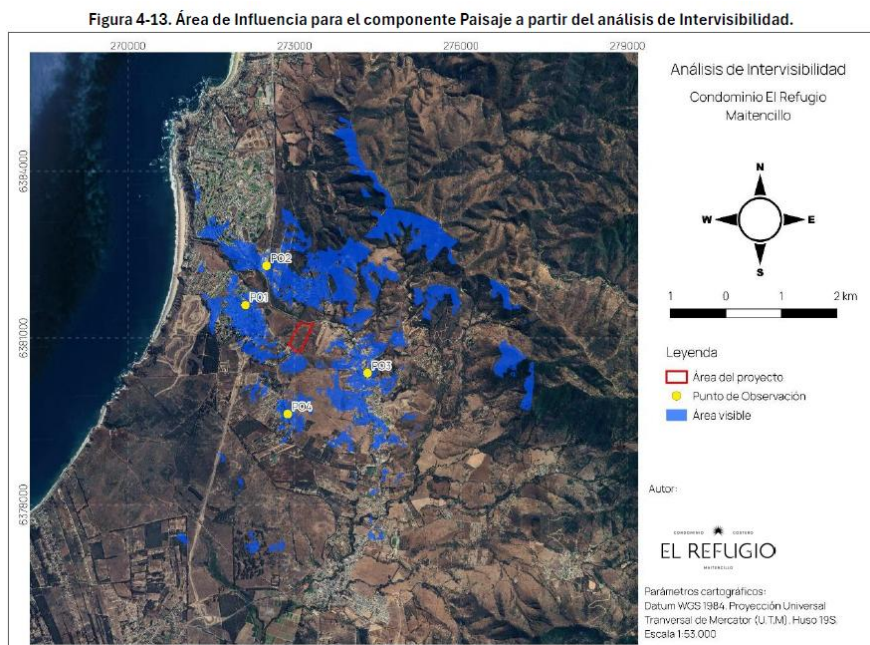 Figura 4-13. Área de Influencia para el componente Paisaje a partir del análisis de Intervisibilidad.
270000 273000 276000 279000
6384000
6381000
6378000
PO2
PO1
PO3
PO4
Análisis de Intervisibilidad
Condominio El Refugio
Maitencillo
N
W E
S
1 0 1 2 km
Leyenda
Área del proyecto
Punto de Observación
Área visible
Autor:
CONDOMINIO COSTERO
EL REFUGIO
MAITENCILLO
Parámetros cartográficos:
Datum WGS 1984. Proyección Universal
Tranversal de Mercator (U.T.M). Huso 19S.
Escala 1:53.000